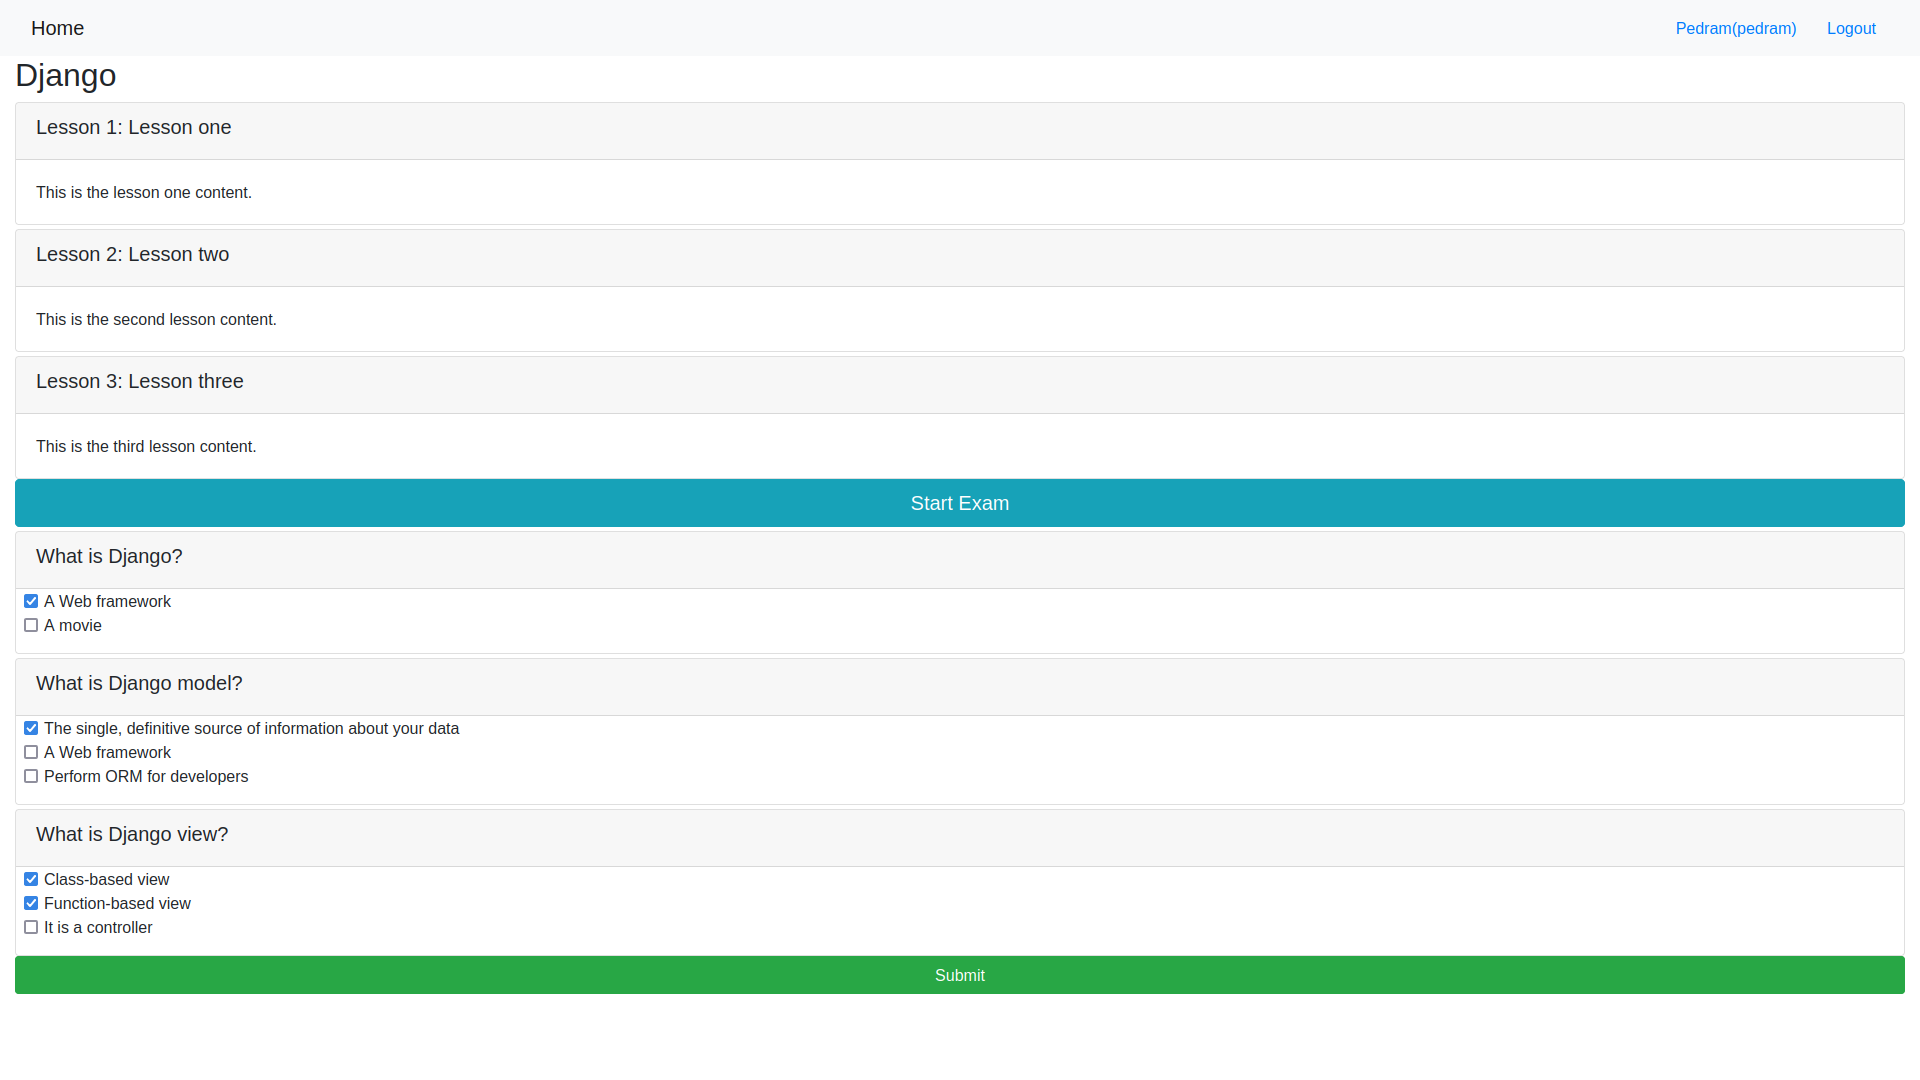 Home
Pedram(pedram)
Logout
Django
Lesson 1: Lesson one
This is the lesson one content.
Lesson 2: Lesson two
This is the second lesson content.
Lesson 3: Lesson three
This is the third lesson content.
Start Exam
What is Django?
A Web framework
A movie
What is Django model?
The single, definitive source of information about your data
A Web framework
Perform ORM for developers
What is Django view?
Class-based view
Function-based view
It is a controller
Submit